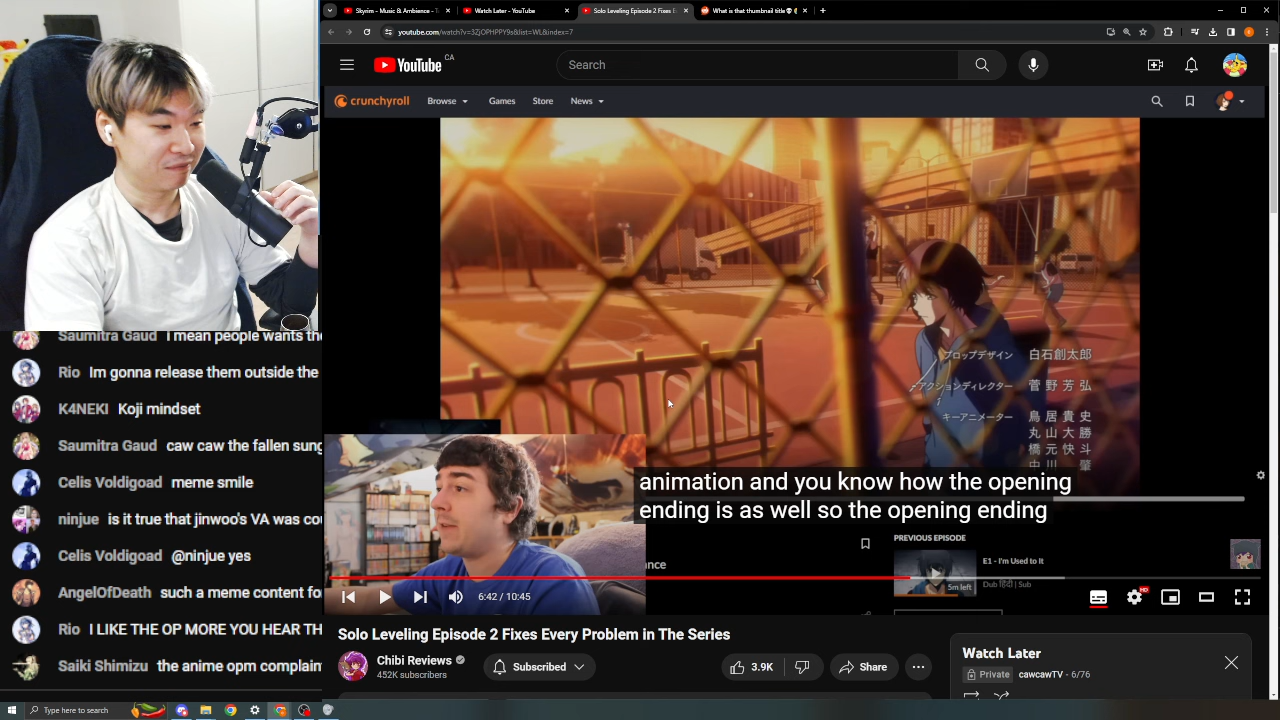 Skyrim - Music & Ambience - T
Watch Later - YouTube
Solo Leveling Episode 2 Fixes E
What is that thumbnail title
youtube.com/watch?v=3ZjOPHPPY9s&list=WL&index=7
YouTube CA
Search
crunchyroll
Browse
Games
Store
News
プロップデザイン 白石創太郎
アクションディレクター 菅野芳弘
キーアニメーター 鳥居貴史
丸山大勝
橋元快斗
中川 肇
animation and you know how the opening
ending is as well so the opening ending
nce
PREVIOUS EPISODE
E1 - I'm Used to It
Dub हिंदी | Sub
5m left
6:42 / 10:45
HD
Solo Leveling Episode 2 Fixes Every Problem in The Series
Chibi Reviews
452K subscribers
Subscribed
3.9K
Share
Watch Later
Private cawcawTV - 6/76
Saumitra Gaud I mean people wants the
Rio Im gonna release them outside the
K4NEKI Koji mindset
Saumitra Gaud caw caw the fallen sung
Celis Voldigoad meme smile
ninjue is it true that jinwoo's VA was cou
Celis Voldigoad @ninjue yes
AngelOfDeath such a meme content fo
Rio I LIKE THE OP MORE YOU HEAR TH
Saiki Shimizu the anime opm complain
Type here to search